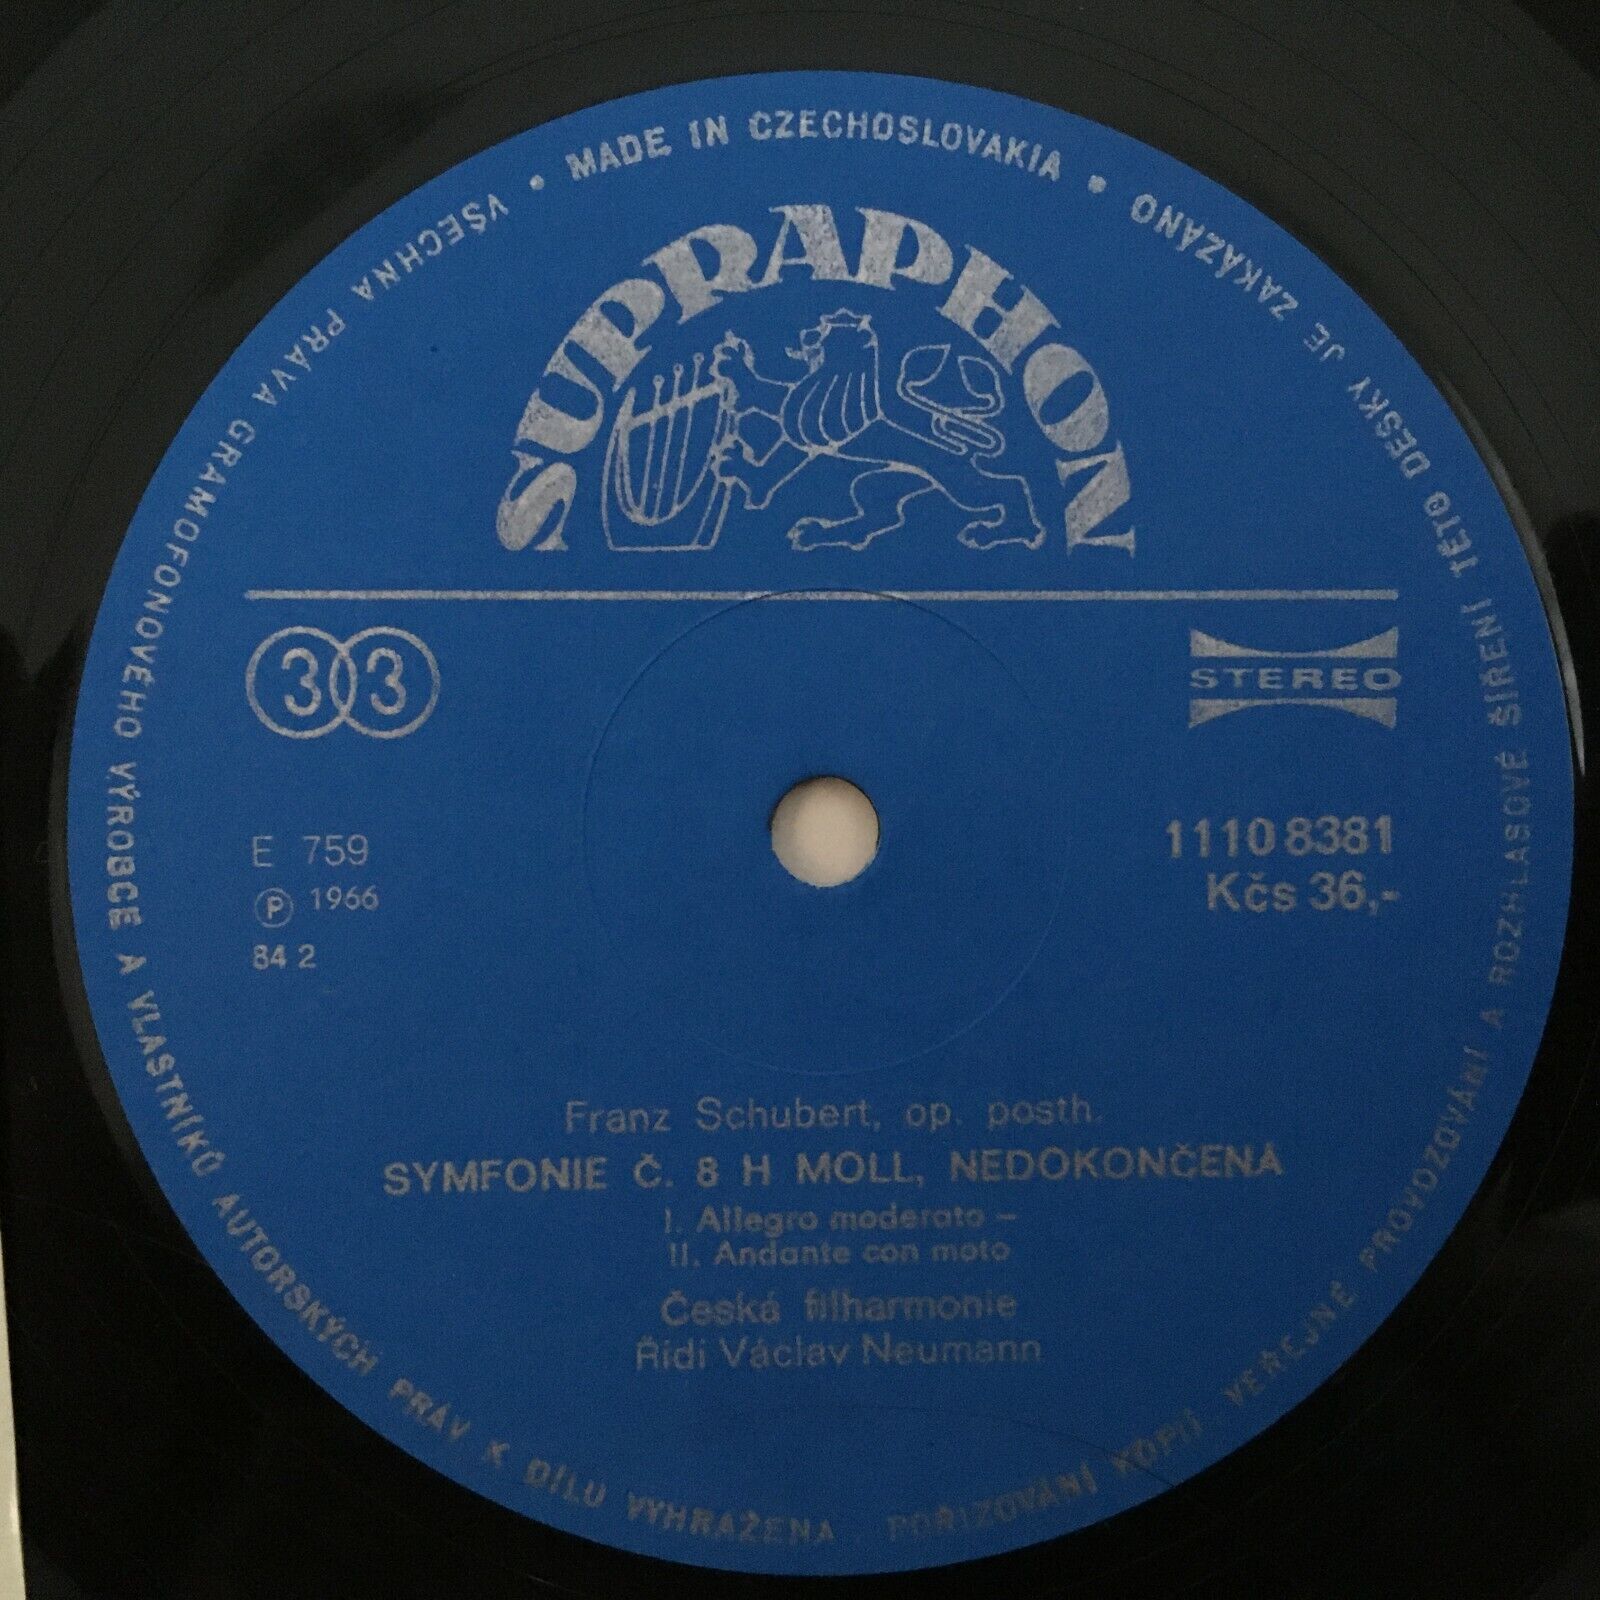 MADE IN CZECHOSLOVAKIA •
VŠECHNA PRÁVA GRAMOFONOVÉHO VÝROBCE A VLASTNÍKŮ AUTORSKÝCH PRÁV K DÍLU VYHRAŽENA
POŘIZOVÁNÍ KOPIÍ VEŘEJNÉ PROVOZOVÁNÍ A ROZHLASOVÉ ŠÍŘENÍ TÉTO DESKY JE ZAKÁZÁNO •
SUPRAPHON
33
STEREO
E 759
Ⓟ 1966
84 2
1110 8381
Kčs 36,-
Franz Schubert, op. posth.
SYMFONIE Č. 8 H MOLL, NEDOKONČENÁ
I. Allegro moderato –
II. Andante con moto
Česká filharmonie
Řídí Václav Neumann